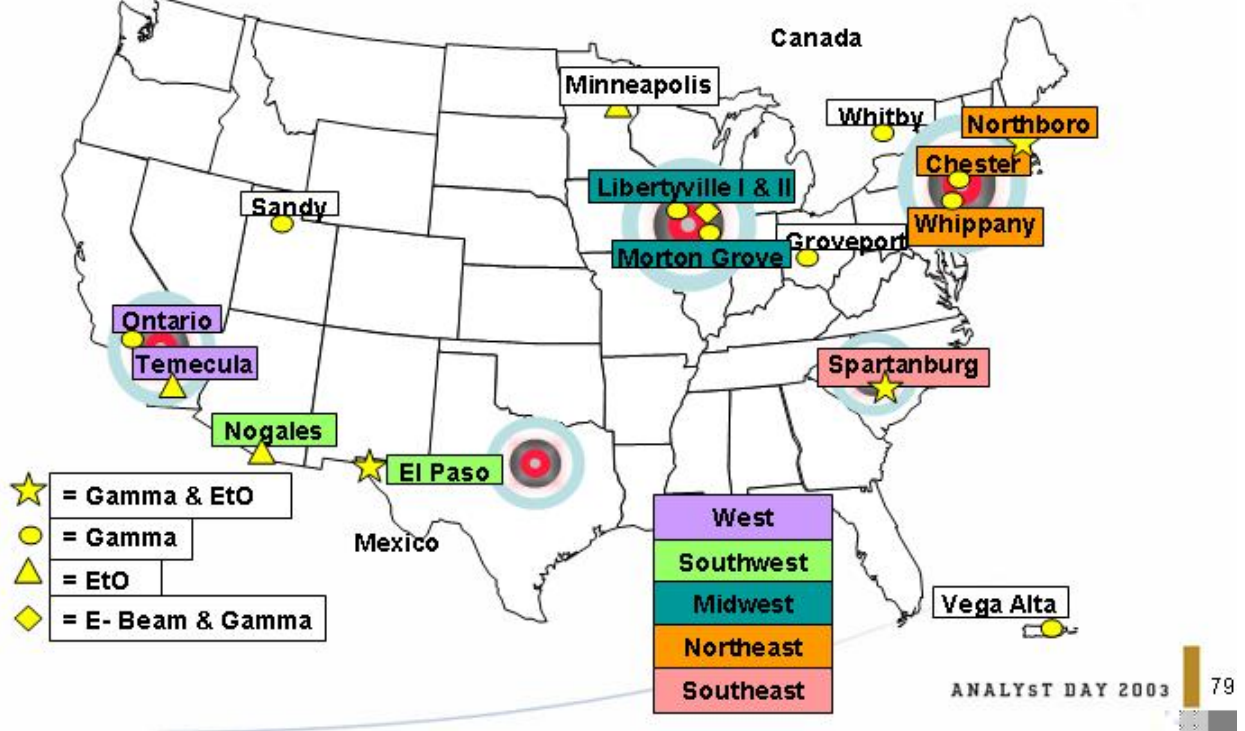 Canada
Minneapolis
Whitby
Northboro
Chester
Libertyville I & II
Sandy
Whippany
Groveport
Morton Grove
Ontario
Temecula
Spartanburg
Nogales
El Paso
= Gamma & EtO
= Gamma
= EtO
= E- Beam & Gamma
Mexico
West
Southwest
Midwest
Northeast
Southeast
Vega Alta
ANALYST DAY 2003
79